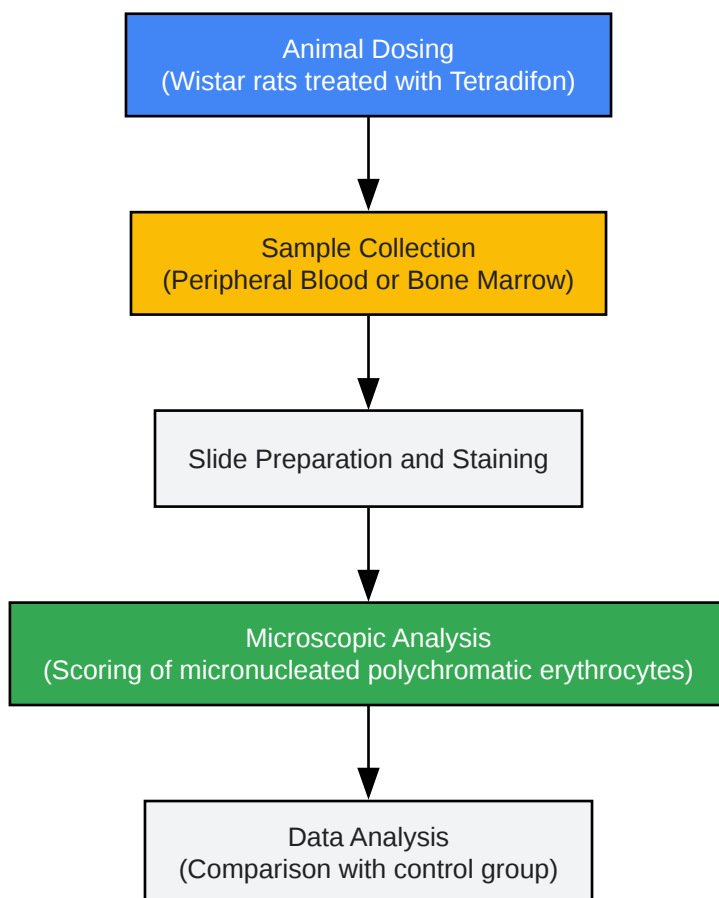 Animal Dosing
(Wistar rats treated with Tetradifon)
Sample Collection
(Peripheral Blood or Bone Marrow)
Slide Preparation and Staining
Microscopic Analysis
(Scoring of micronucleated polychromatic erythrocytes)
Data Analysis
(Comparison with control group)